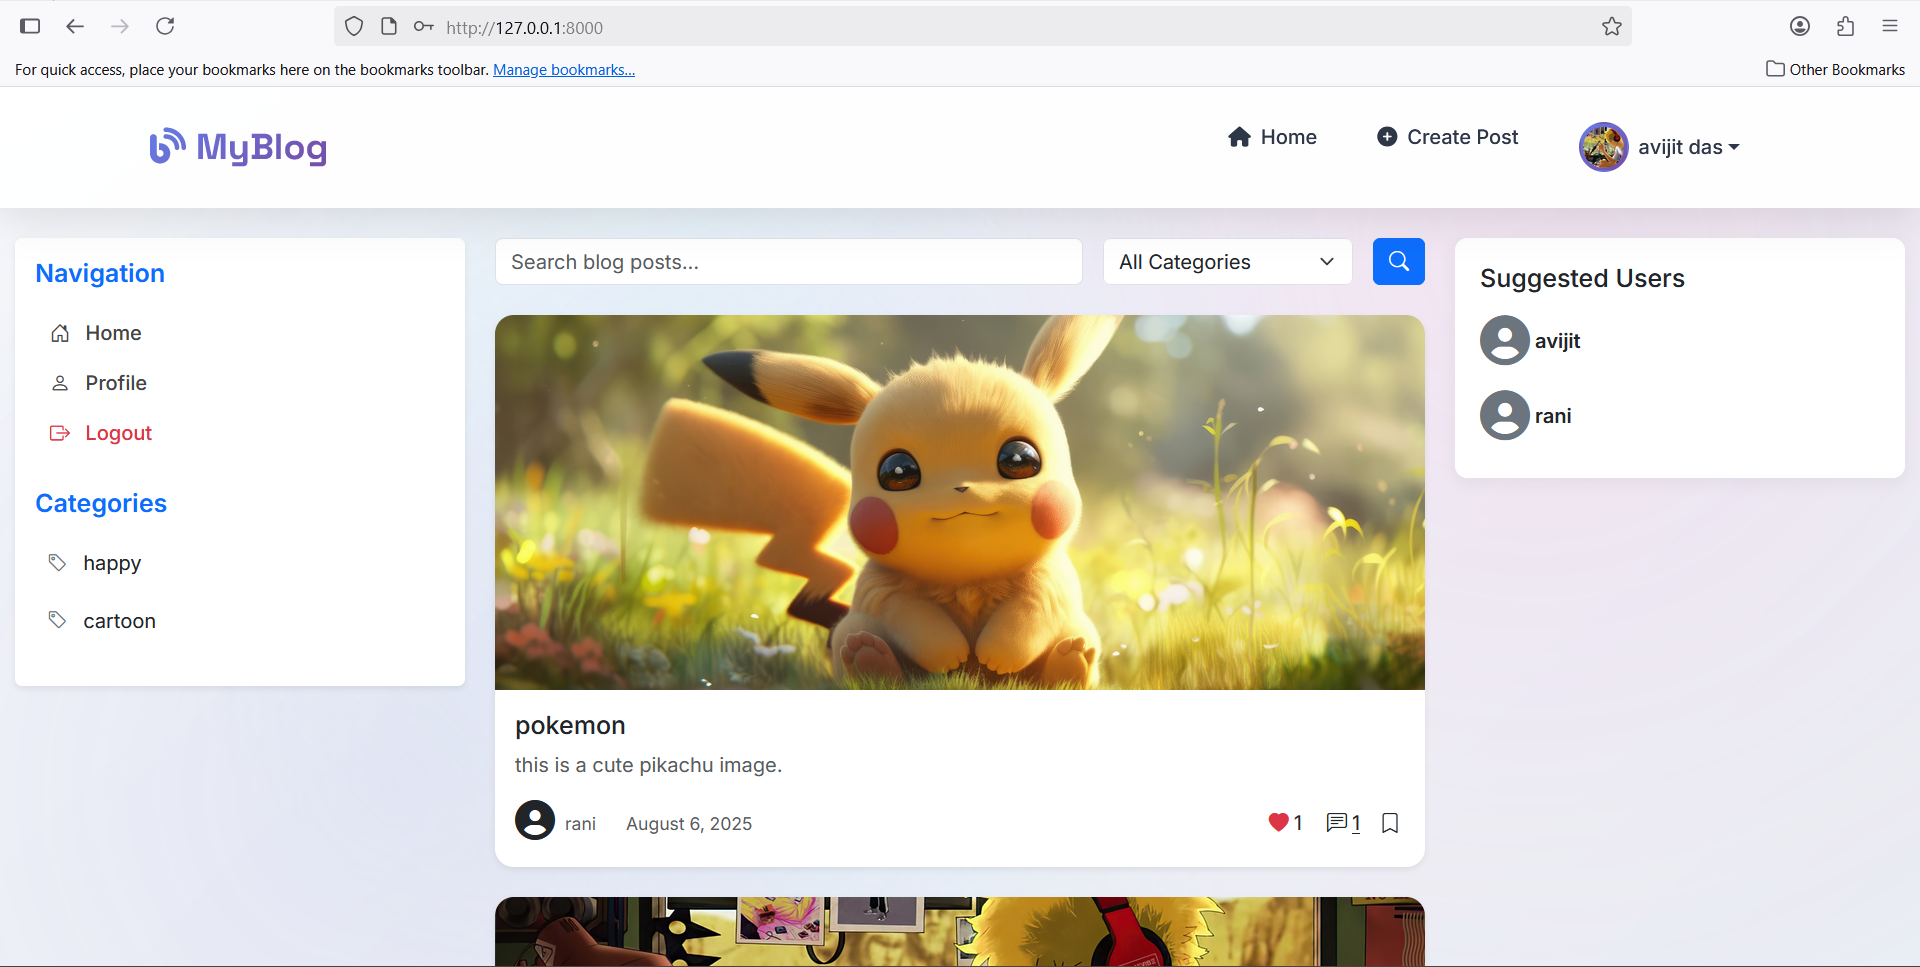 http://127.0.0.1:8000
For quick access, place your bookmarks here on the bookmarks toolbar. Manage bookmarks...
Other Bookmarks
MyBlog
Home
Create Post
avijit das
Navigation
Home
Profile
Logout
Categories
happy
cartoon
Search blog posts...
All Categories
pokemon
this is a cute pikachu image.
rani
August 6, 2025
1
1
Suggested Users
avijit
rani